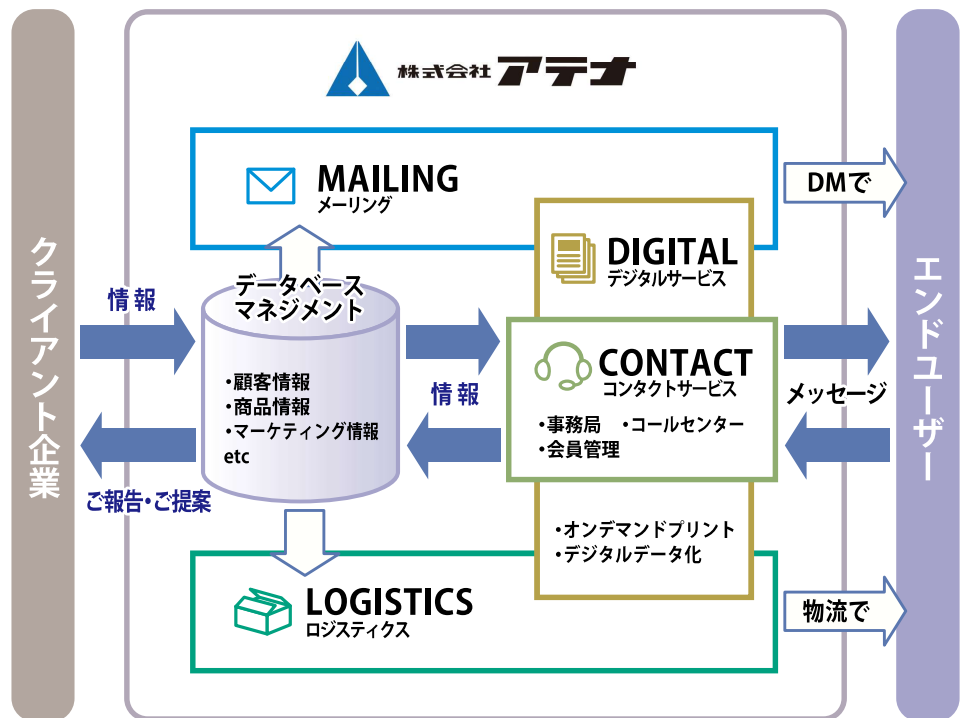 株式会社アテナ
クライアント企業
MAILING
メーリング
DMで
DIGITAL
デジタルサービス
データベース
マネジメント
情報
・顧客情報
・商品情報
・マーケティング情報
etc
情報
CONTACT
コンタクトサービス
・事務局 ・コールセンター
・会員管理
メッセージ
エンドユーザー
ご報告・ご提案
・オンデマンドプリント
・デジタルデータ化
LOGISTICS
ロジスティクス
物流で